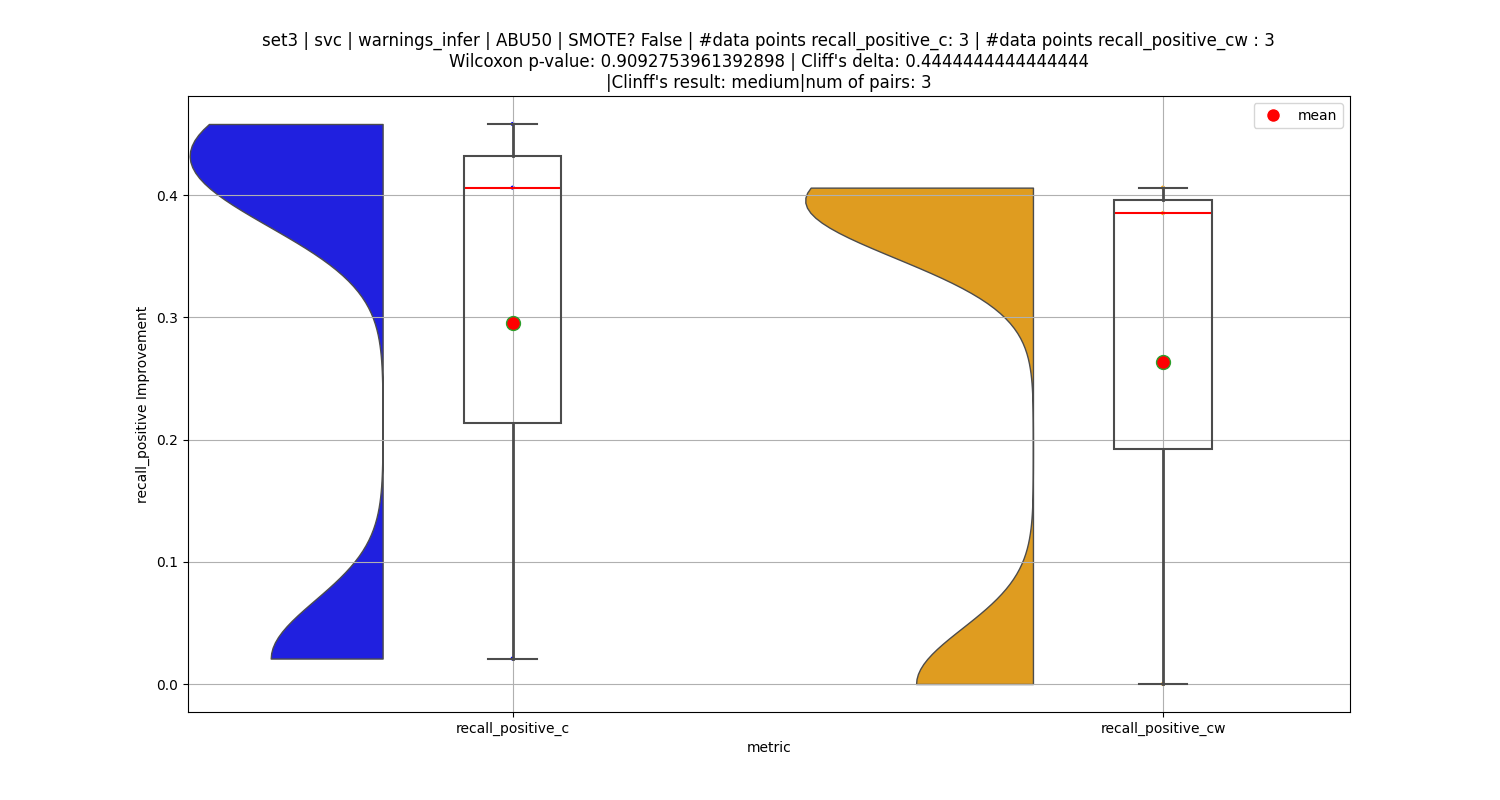 set3 | svc | warnings_infer | ABU50 | SMOTE? False | #data points recall_positive_c: 3 | #data points recall_positive_cw : 3
Wilcoxon p-value: 0.9092753961392898 | Cliff's delta: 0.4444444444444444
|Clinff's result: medium|num of pairs: 3
mean
recall_positive Improvement
0.4
0.3
0.2
0.1
0.0
recall_positive_c
recall_positive_cw
metric